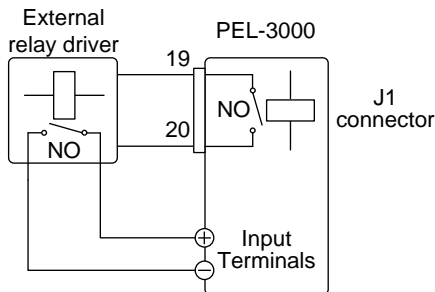 External
relay driver
PEL-3000
19
NO
20
NO
J1
connector
Input
Terminals